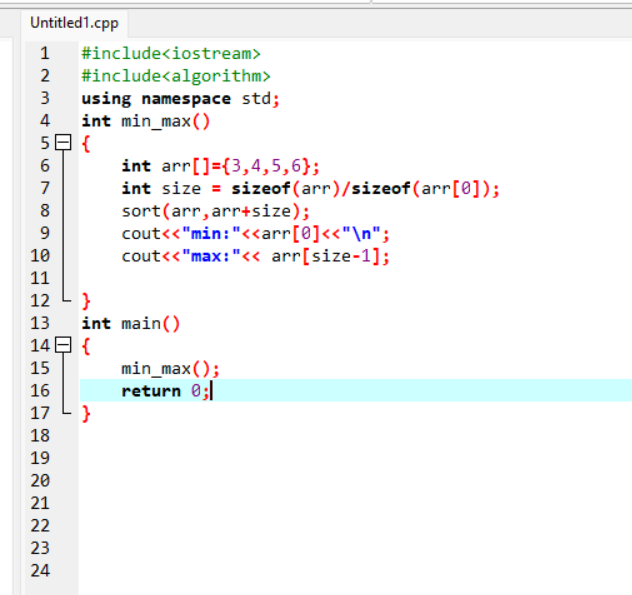 Untitled1.cpp
1 #include<iostream>
2 #include<algorithm>
3 using namespace std;
4 int min_max()
5 {
6 int arr[]={3,4,5,6};
7 int size = sizeof(arr)/sizeof(arr[0]);
8 sort(arr,arr+size);
9 cout<<"min:"<<arr[0]<<"\n";
10 cout<<"max:"<< arr[size-1];
11
12 }
13 int main()
14 {
15 min_max();
16 return 0;
17 }
18
19
20
21
22
23
24